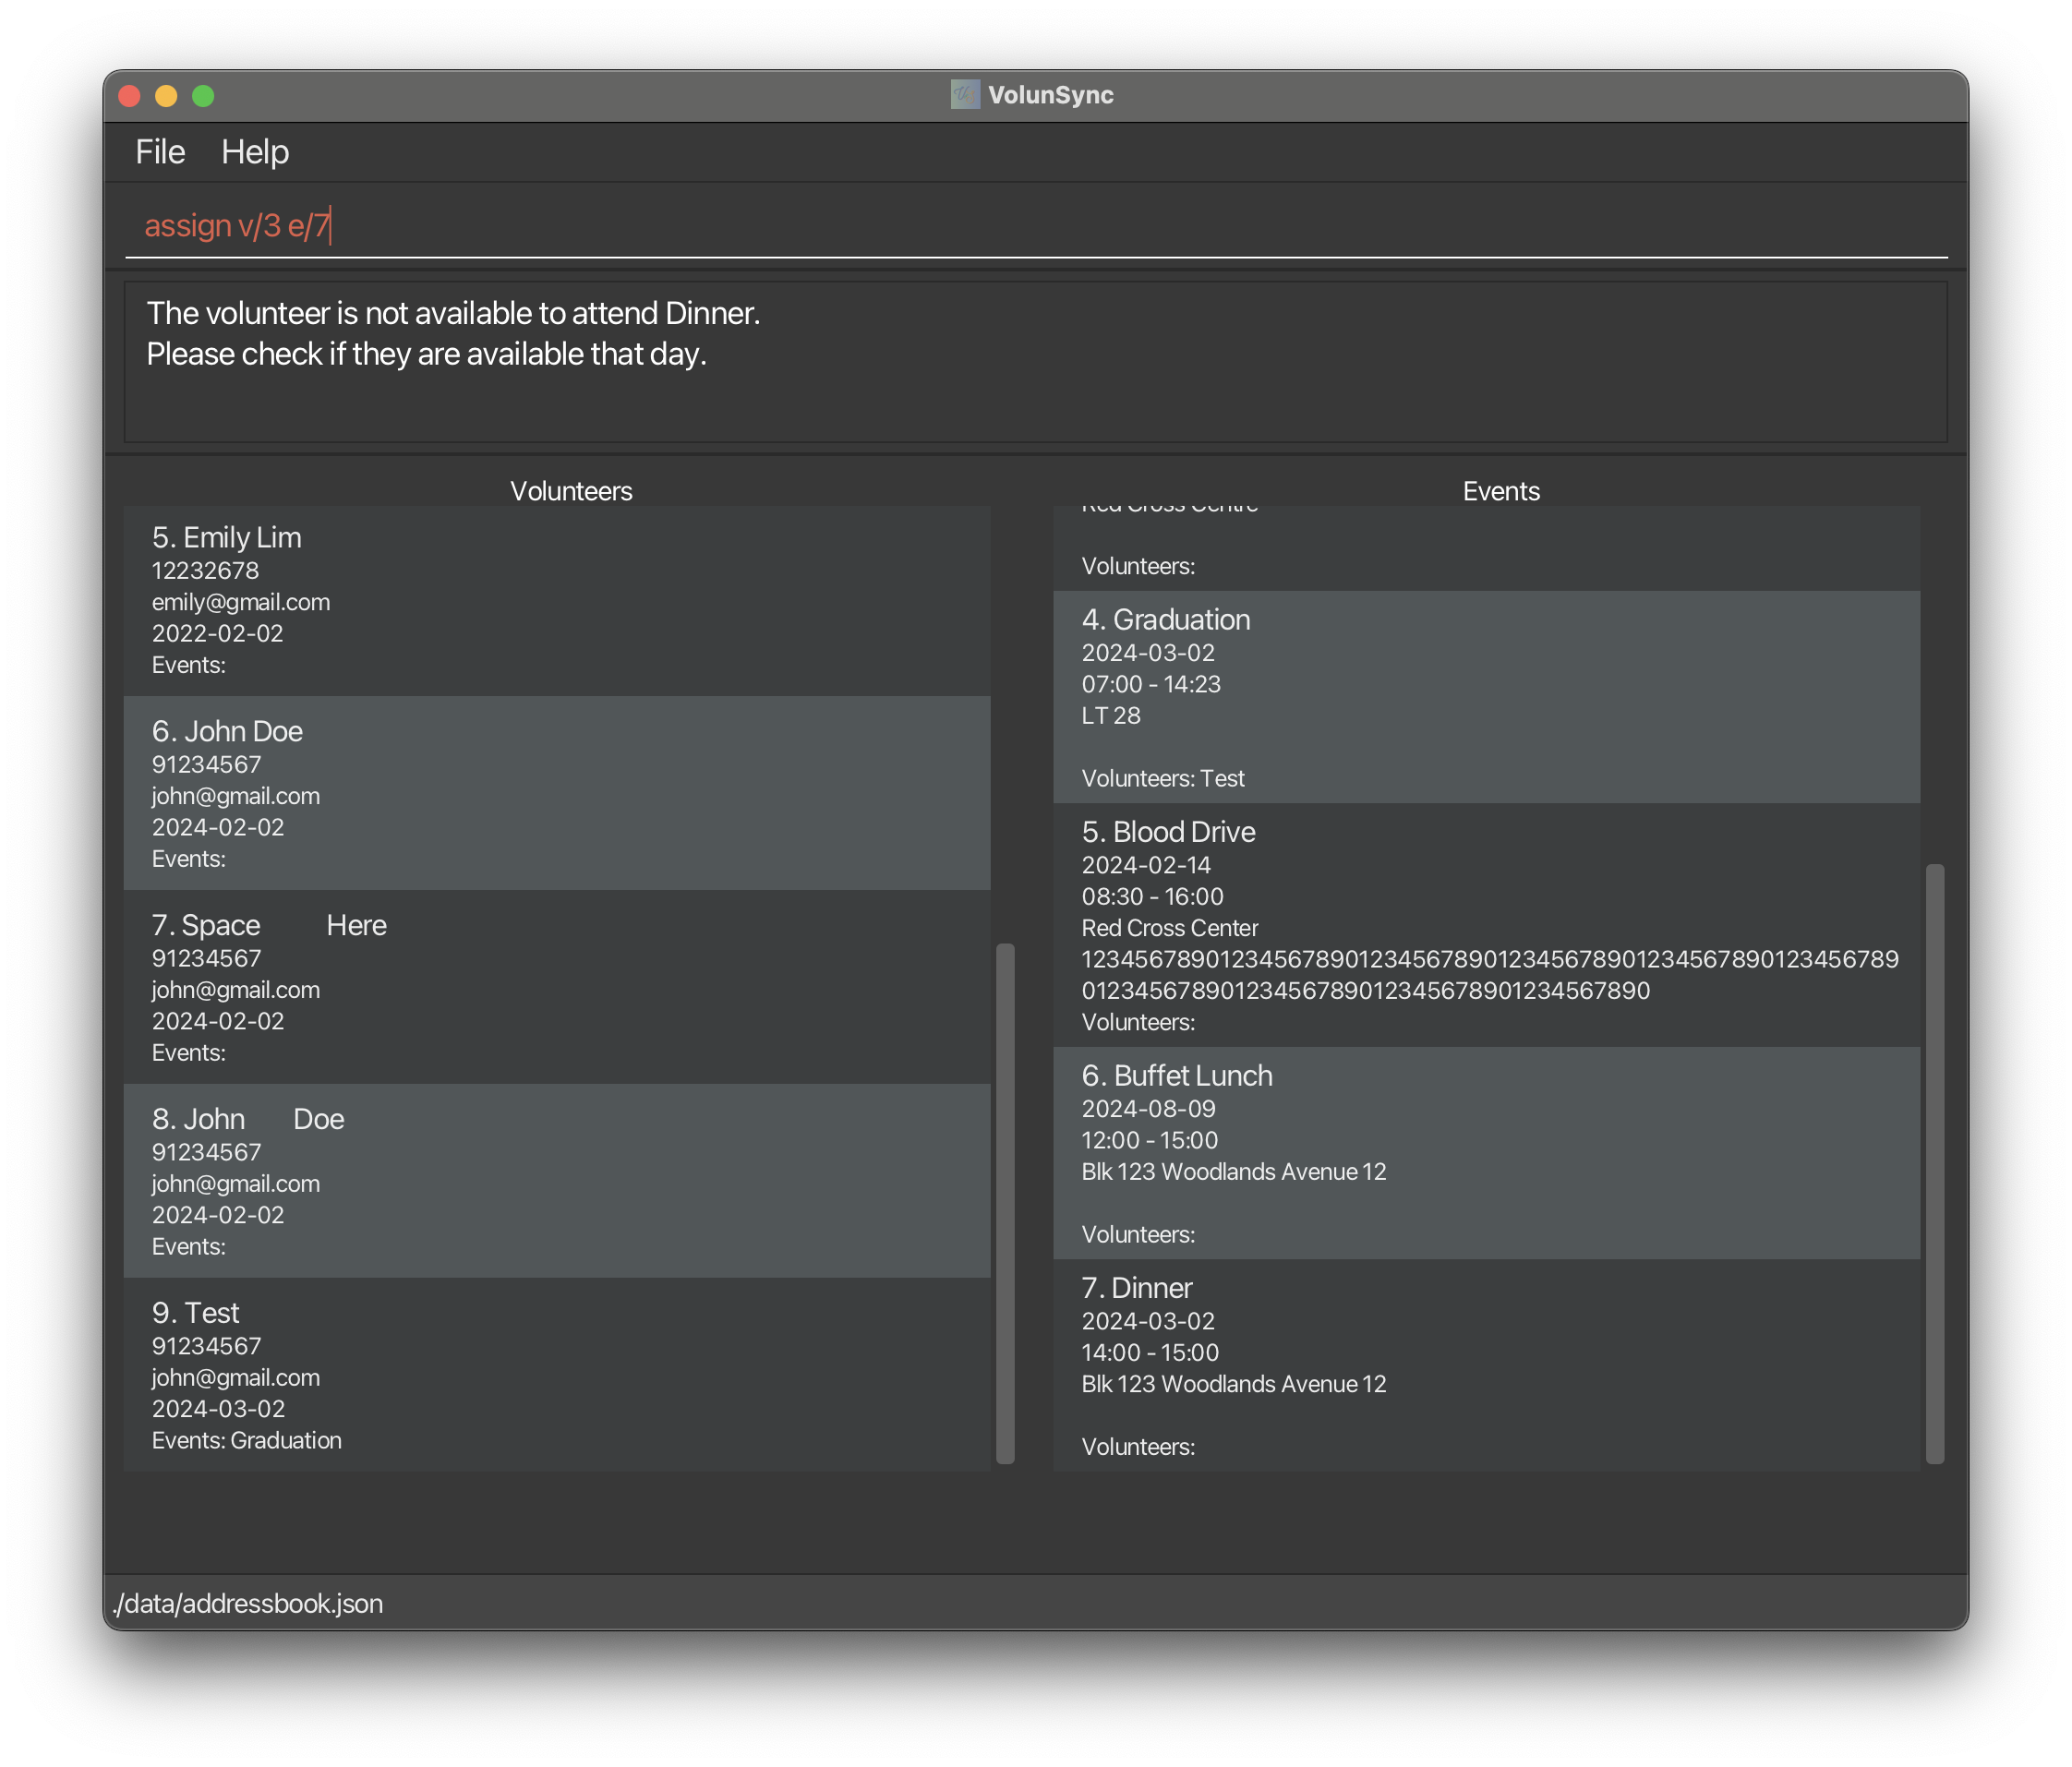 VolunSync
File Help
assign v/3 e/7
The volunteer is not available to attend Dinner.
Please check if they are available that day.
Volunteers
5. Emily Lim
12232678
emily@gmail.com
2022-02-02
Events:
6. John Doe
91234567
john@gmail.com
2024-02-02
Events:
7. Space Here
91234567
john@gmail.com
2024-02-02
Events:
8. John Doe
91234567
john@gmail.com
2024-02-02
Events:
9. Test
91234567
john@gmail.com
2024-03-02
Events: Graduation
Events
Red Cross Centre
Volunteers:
4. Graduation
2024-03-02
07:00 - 14:23
LT 28
Volunteers: Test
5. Blood Drive
2024-02-14
08:30 - 16:00
Red Cross Center
123456789012345678901234567890123456789012345678901234567890123456789
01234567890123456789012345678901234567890
Volunteers:
6. Buffet Lunch
2024-08-09
12:00 - 15:00
Blk 123 Woodlands Avenue 12
Volunteers:
7. Dinner
2024-03-02
14:00 - 15:00
Blk 123 Woodlands Avenue 12
Volunteers:
./data/addressbook.json